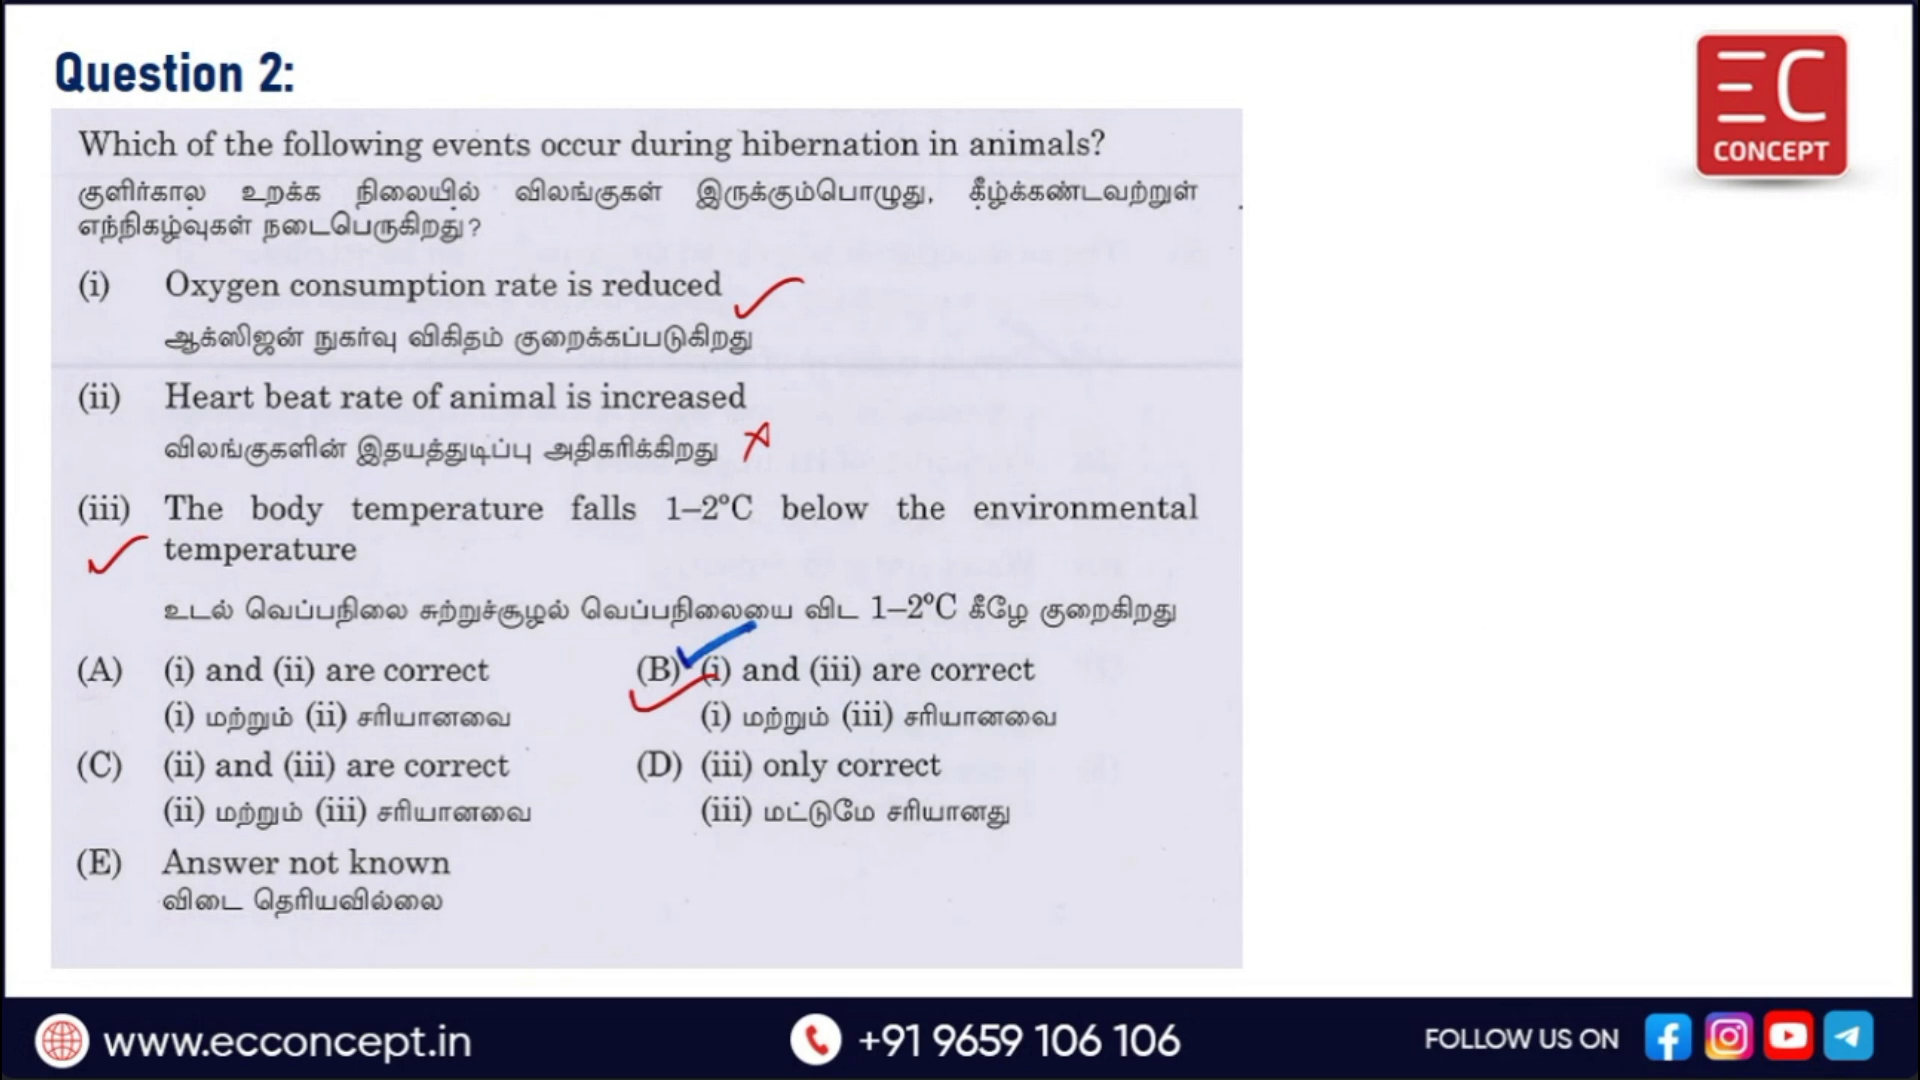 Question 2:
EC
CONCEPT
Which of the following events occur during hibernation in animals?
குளிர்கால உறக்க நிலையில் விலங்குகள் இருக்கும்பொழுது, கீழ்க்கண்டவற்றுள்
எந்நிகழ்வுகள் நடைபெருகிறது?
(i) Oxygen consumption rate is reduced
ஆக்ஸிஜன் நுகர்வு விகிதம் குறைக்கப்படுகிறது
(ii) Heart beat rate of animal is increased
விலங்குகளின் இதயத்துடிப்பு அதிகரிக்கிறது
(iii) The body temperature falls 1–2°C below the environmental
temperature
உடல் வெப்பநிலை சுற்றுச்சூழல் வெப்பநிலையை விட 1–2°C கீழே குறைகிறது
(A) (i) and (ii) are correct (B) (i) and (iii) are correct
(i) மற்றும் (ii) சரியானவை (i) மற்றும் (iii) சரியானவை
(C) (ii) and (iii) are correct (D) (iii) only correct
(ii) மற்றும் (iii) சரியானவை (iii) மட்டுமே சரியானது
(E) Answer not known
விடை தெரியவில்லை
www.ecconcept.in +91 9659 106 106 FOLLOW US ON